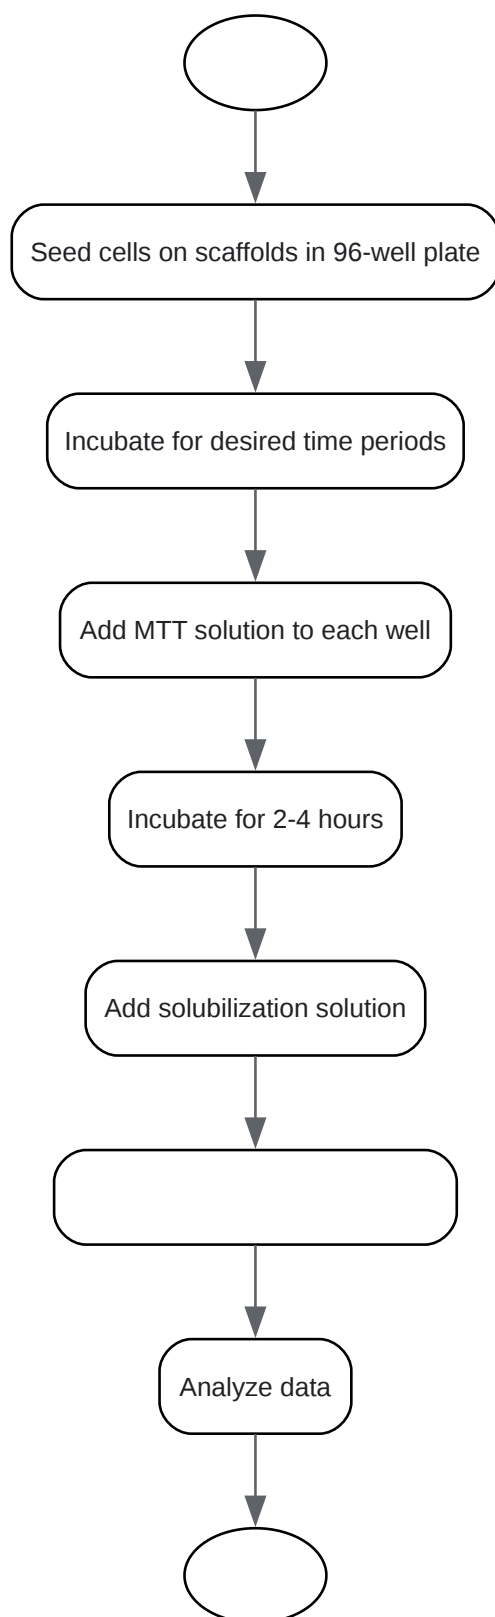 Seed cells on scaffolds in 96-well plate
Incubate for desired time periods
Add MTT solution to each well
Incubate for 2-4 hours
Add solubilization solution
Analyze data